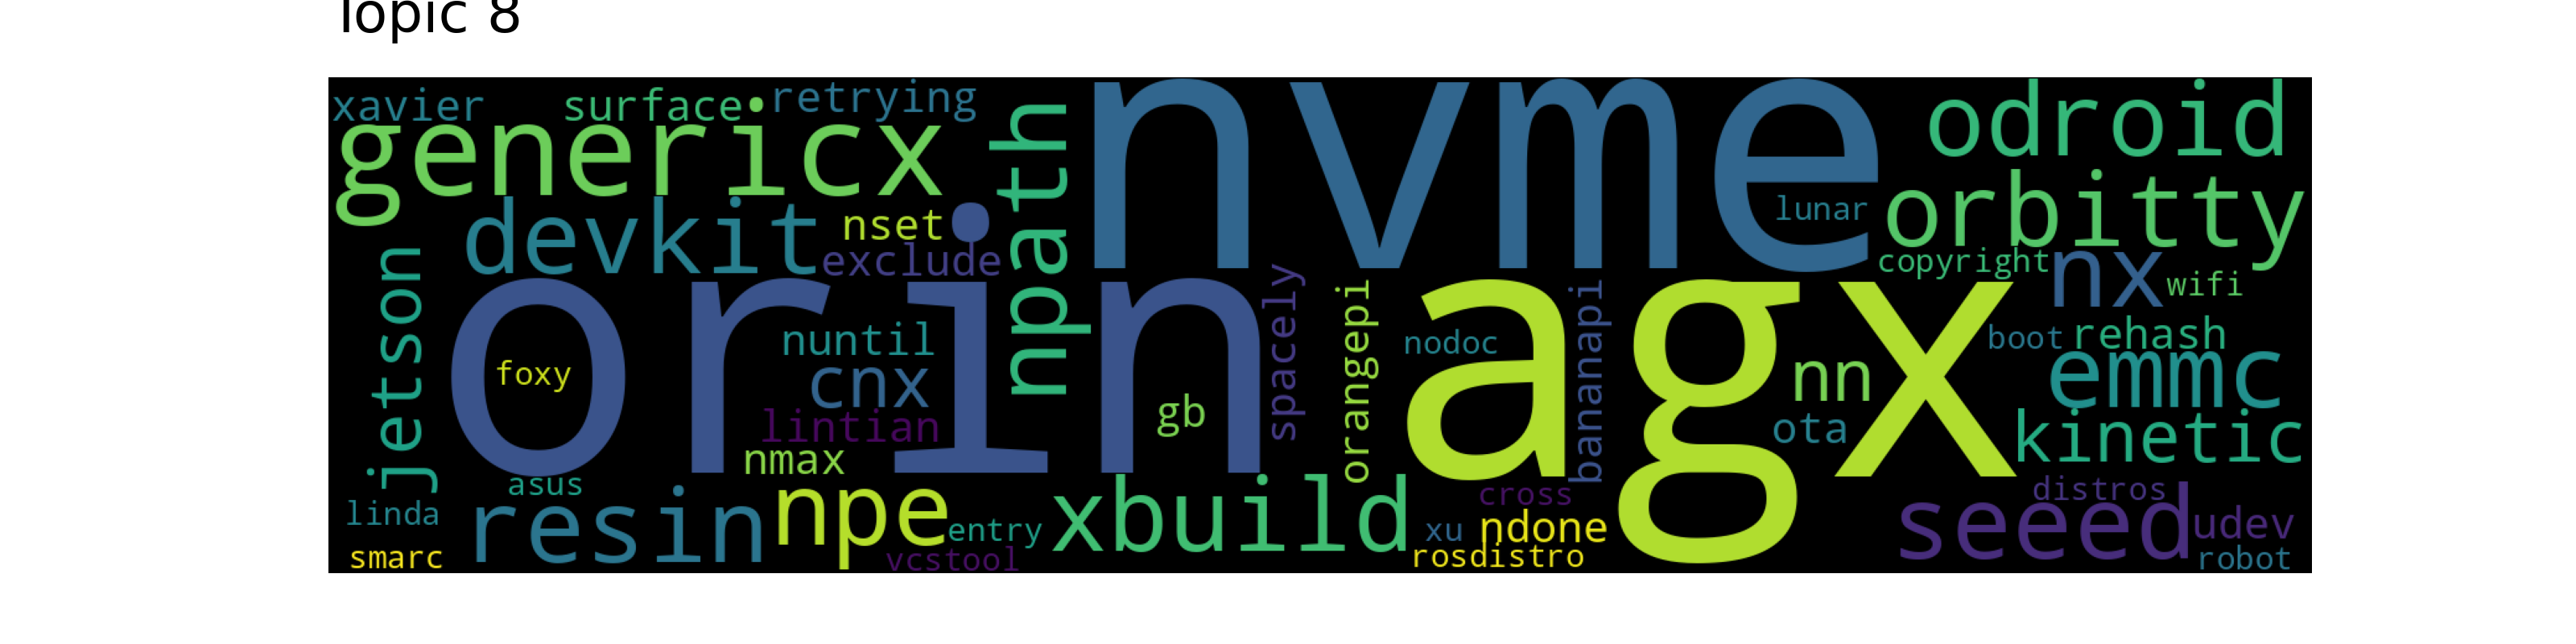 Topic 8
xavier
surface
retrying
genericx
npath
nvme
odroid
lunar
orbitty
devkit
nset
exclude
copyright
nx
wifi
jetson
orin
foxy
nuntil
cnx
lintian
nmax
gb
spacely
orangepi
nodoc
agx
bananapi
nn
ota
boot
rehash
emmc
kinetic
asus
linda
smarc
resin
npe
entry
vcstool
xbuild
cross
xu
ndone
rosdistro
distros
seeed
udev
robot